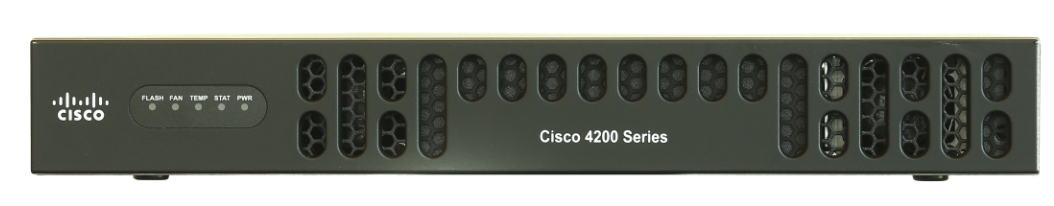 FLASH FAN TEMP STAT PWR
CISCO
Cisco 4200 Series